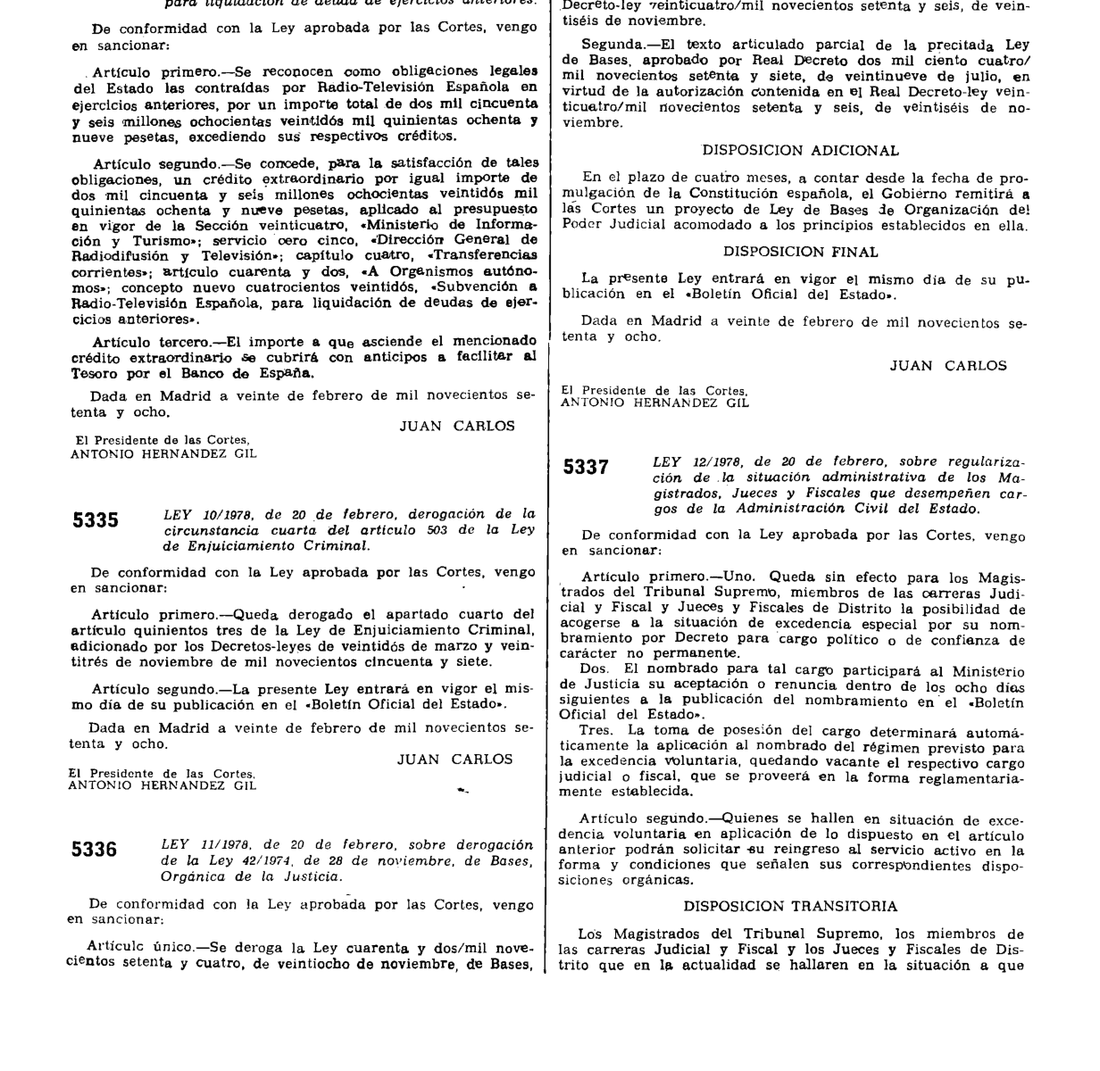 para liquidación de deuda de ejercicios anteriores.
De conformidad con la Ley aprobada por las Cortes, vengo
en sancionar:
Artículo primero.—Se reconocen como obligaciones legales
del Estado las contraídas por Radio-Televisión Española en
ejercicios anteriores, por un importe total de dos mil cincuenta
y seis millones ochocientas veintidós mil quinientas ochenta y
nueve pesetas, excediendo sus respectivos créditos.
Artículo segundo.—Se concede, para la satisfacción de tales
obligaciones, un crédito extraordinario por igual importe de
dos mil cincuenta y seis millones ochocientas veintidós mil
quinientas ochenta y nueve pesetas, aplicado al presupuesto
en vigor de la Sección veinticuatro, «Ministerio de Informa-
ción y Turismo»; servicio cero cinco, «Dirección General de
Radiodifusión y Televisión»; capítulo cuatro, «Transferencias
corrientes»; artículo cuarenta y dos, «A Organismos autóno-
mos»; concepto nuevo cuatrocientos veintidós, «Subvención a
Radio-Televisión Española, para liquidación de deudas de ejer-
cicios anteriores».
Artículo tercero.—El importe a que asciende el mencionado
crédito extraordinario se cubrirá con anticipos a facilitar al
Tesoro por el Banco de España.
Dada en Madrid a veinte de febrero de mil novecientos se-
tenta y ocho.
JUAN CARLOS
El Presidente de las Cortes,
ANTONIO HERNANDEZ GIL
5335
LEY 10/1978, de 20 de febrero, derogación de la
circunstancia cuarta del artículo 503 de la Ley
de Enjuiciamiento Criminal.
De conformidad con la Ley aprobada por las Cortes, vengo
en sancionar:
Artículo primero.—Queda derogado el apartado cuarto del
artículo quinientos tres de la Ley de Enjuiciamiento Criminal,
adicionado por los Decretos-leyes de veintidós de marzo y vein-
titrés de noviembre de mil novecientos cincuenta y siete.
Artículo segundo.—La presente Ley entrará en vigor el mis-
mo día de su publicación en el «Boletín Oficial del Estado».
Dada en Madrid a veinte de febrero de mil novecientos se-
tenta y ocho.
JUAN CARLOS
El Presidente de las Cortes,
ANTONIO HERNANDEZ GIL
5336
LEY 11/1978, de 20 de febrero, sobre derogación
de la Ley 42/1974, de 28 de noviembre, de Bases,
Orgánica de la Justicia.
De conformidad con la Ley aprobada por las Cortes, vengo
en sancionar:
Artículo único.—Se deroga la Ley cuarenta y dos/mil nove-
cientos setenta y cuatro, de veintiocho de noviembre, de Bases,
Decreto-ley veinticuatro/mil novecientos setenta y seis, de vein-
tiséis de noviembre.
Segunda.—El texto articulado parcial de la precitada Ley
de Bases, aprobado por Real Decreto dos mil ciento cuatro/
mil novecientos setenta y siete, de veintinueve de julio, en
virtud de la autorización contenida en el Real Decreto-ley vein-
ticuatro/mil novecientos setenta y seis, de veintiséis de no-
viembre.
DISPOSICION ADICIONAL
En el plazo de cuatro meses, a contar desde la fecha de pro-
mulgación de la Constitución española, el Gobierno remitirá a
las Cortes un proyecto de Ley de Bases de Organización del
Poder Judicial acomodado a los principios establecidos en ella.
DISPOSICION FINAL
La presente Ley entrará en vigor el mismo día de su pu-
blicación en el «Boletín Oficial del Estado».
Dada en Madrid a veinte de febrero de mil novecientos se-
tenta y ocho.
JUAN CARLOS
El Presidente de las Cortes,
ANTONIO HERNANDEZ GIL
5337
LEY 12/1978, de 20 de febrero, sobre regulariza-
ción de la situación administrativa de los Ma-
gistrados, Jueces y Fiscales que desempeñen car-
gos de la Administración Civil del Estado.
De conformidad con la Ley aprobada por las Cortes, vengo
en sancionar:
Artículo primero.—Uno. Queda sin efecto para los Magis-
trados del Tribunal Supremo, miembros de las carreras Judi-
cial y Fiscal y Jueces y Fiscales de Distrito la posibilidad de
acogerse a la situación de excedencia especial por su nom-
bramiento por Decreto para cargo político o de confianza de
carácter no permanente.
Dos. El nombrado para tal cargo participará al Ministerio
de Justicia su aceptación o renuncia dentro de los ocho días
siguientes a la publicación del nombramiento en el «Boletín
Oficial del Estado».
Tres. La toma de posesión del cargo determinará automá-
ticamente la aplicación al nombrado del régimen previsto para
la excedencia voluntaria, quedando vacante el respectivo cargo
judicial o fiscal, que se proveerá en la forma reglamentaria-
mente establecida.
Artículo segundo.—Quienes se hallen en situación de exce-
dencia voluntaria en aplicación de lo dispuesto en el artículo
anterior podrán solicitar su reingreso al servicio activo en la
forma y condiciones que señalen sus correspondientes dispo-
siciones orgánicas.
DISPOSICION TRANSITORIA
Los Magistrados del Tribunal Supremo, los miembros de
las carreras Judicial y Fiscal y los Jueces y Fiscales de Dis-
trito que en la actualidad se hallaren en la situación a que